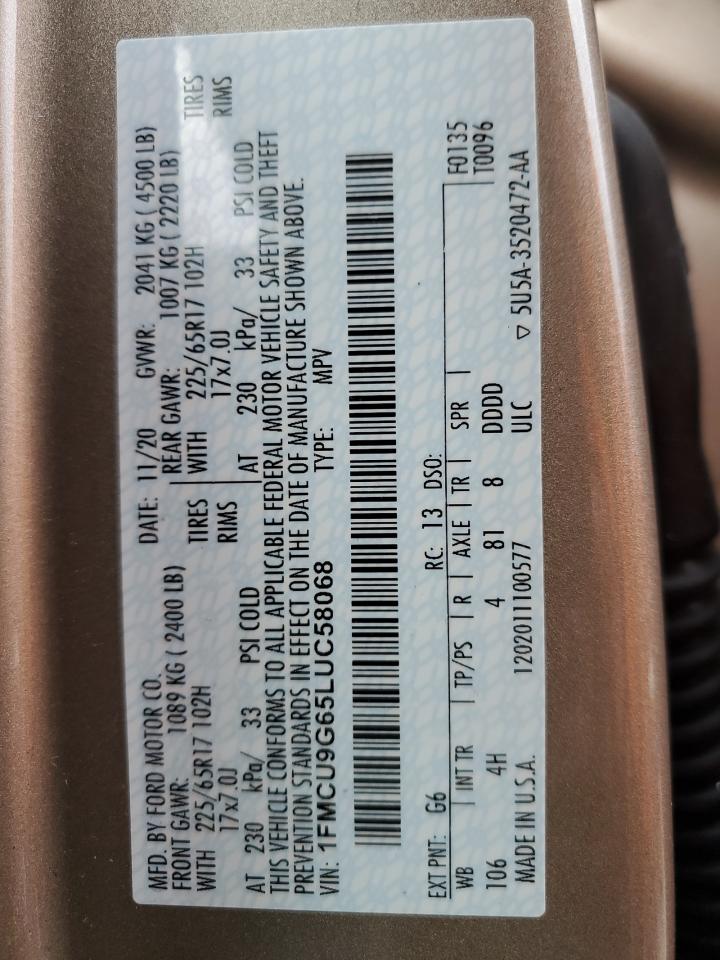 MFD. BY FORD MOTOR CO. DATE: 11/20 GVWR: 2041 KG ( 4500 LB)
FRONT GAWR: 1089 KG ( 2400 LB) REAR GAWR: 1007 KG ( 2220 LB)
WITH 225/65R17 102H TIRES WITH 225/65R17 102H TIRES
17x7.0J RIMS 17x7.0J RIMS
AT 230 kPa/ 33 PSI COLD AT 230 kPa/ 33 PSI COLD
THIS VEHICLE CONFORMS TO ALL APPLICABLE FEDERAL MOTOR VEHICLE SAFETY AND THEFT
PREVENTION STANDARDS IN EFFECT ON THE DATE OF MANUFACTURE SHOWN ABOVE.
VIN: 1FMCU9G65LUC58068 TYPE: MPV
EXT PNT: G6 RC: 13 DSO: F0135
WB | INT TR | TP/PS | R | AXLE | TR | SPR | T0096
106 4H 4 81 8 DDDD
MADE IN U.S.A. 12020111100577 ULC ▽ 5U5A-3520472-AA